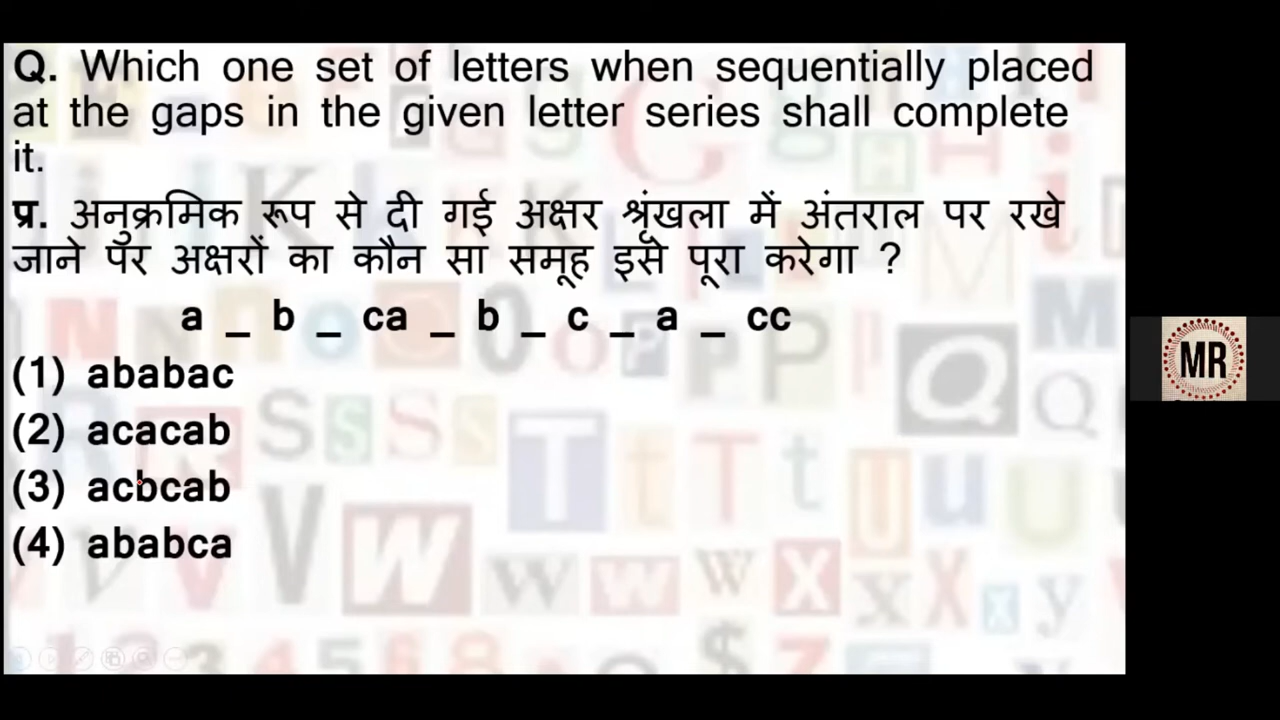 Q. Which one set of letters when sequentially placed
at the gaps in the given letter series shall complete
it.
प्र. अनुक्रमिक रूप से दी गई अक्षर श्रृंखला में अंतराल पर रखे
जाने पर अक्षरों का कौन सा समूह इसे पूरा करेगा ?
a _ b _ ca _ b _ c _ a _ cc
(1) ababac
(2) acacab
(3) acbcab
(4) ababca
MR